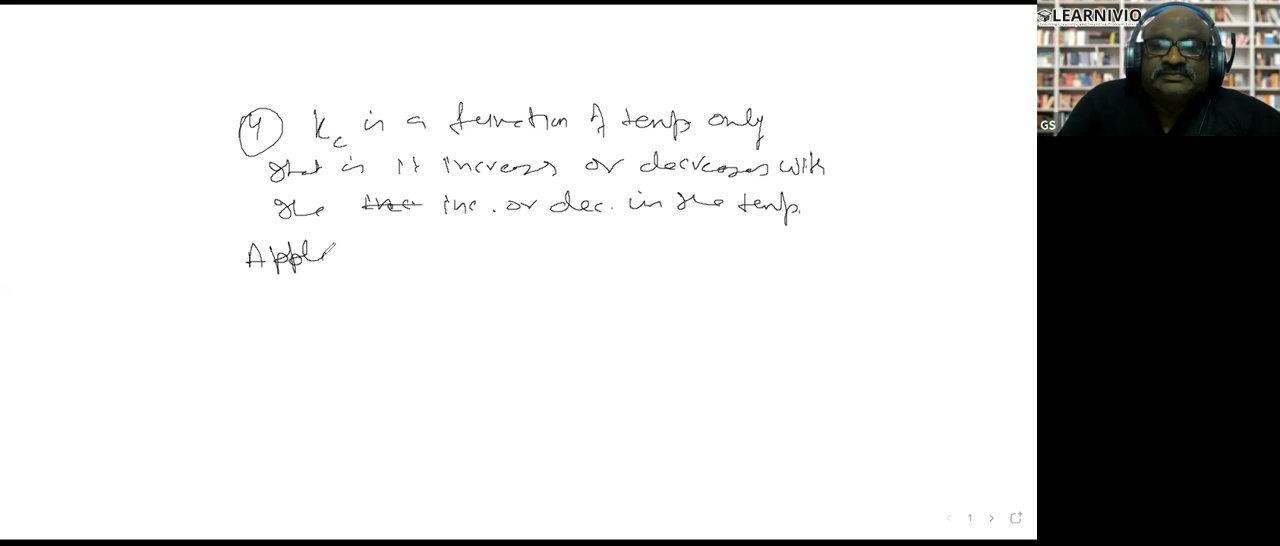 4 Kc is a function of temp only
that is it increases or decreases with
the inc. or dec. in the temp.
Appl
LEARNIVIO
GS
1